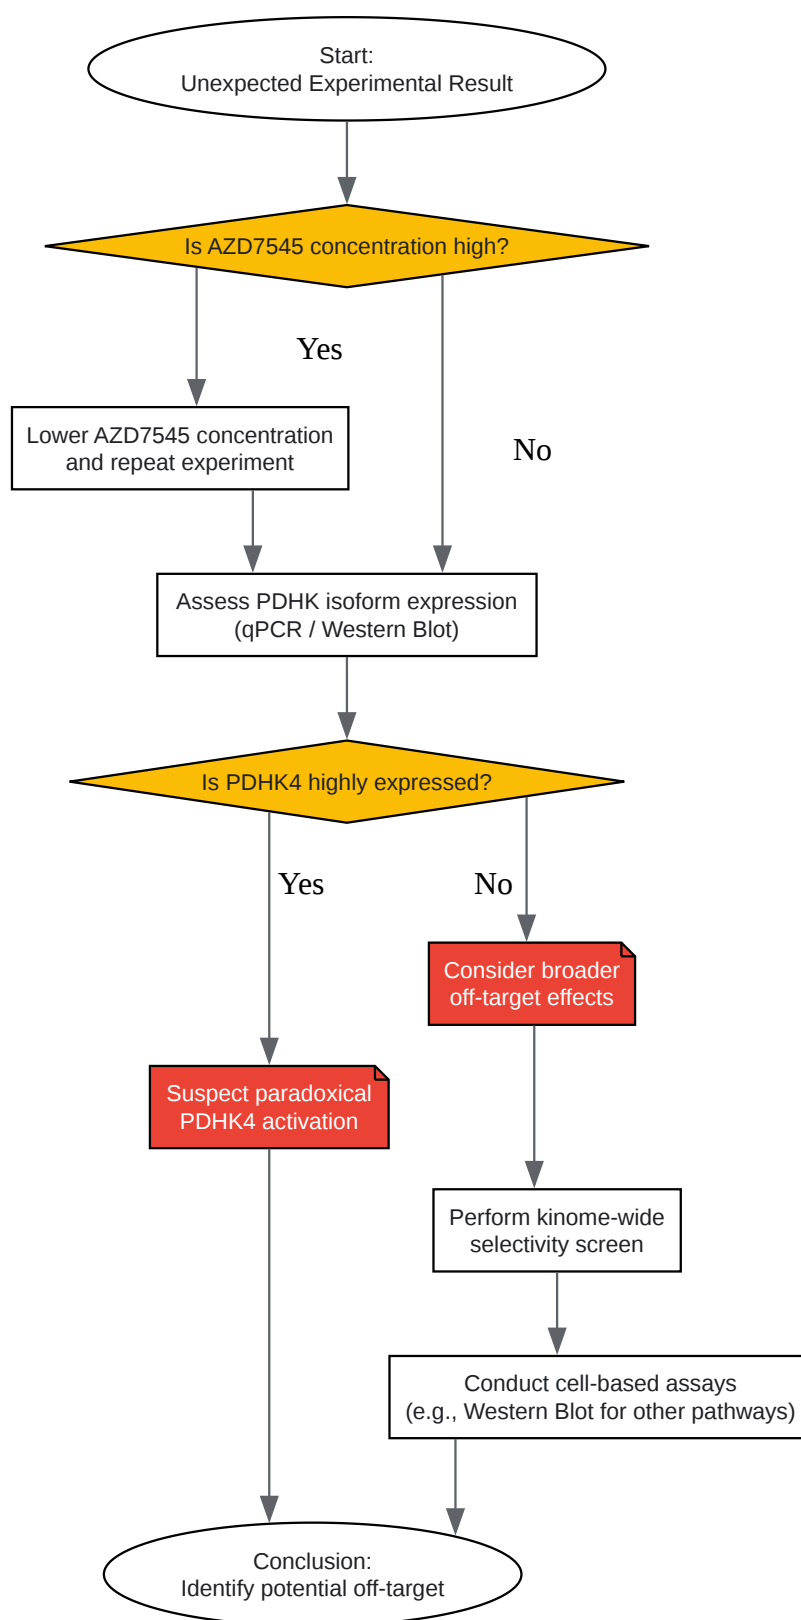 Start:
Unexpected Experimental Result
Is AZD7545 concentration high?
Yes
Lower AZD7545 concentration
and repeat experiment
No
Assess PDHK isoform expression
(qPCR / Western Blot)
Is PDHK4 highly expressed?
Yes
No
Consider broader
off-target effects
Suspect paradoxical
PDHK4 activation
Perform kinome-wide
selectivity screen
Conduct cell-based assays
(e.g., Western Blot for other pathways)
Conclusion:
Identify potential off-target